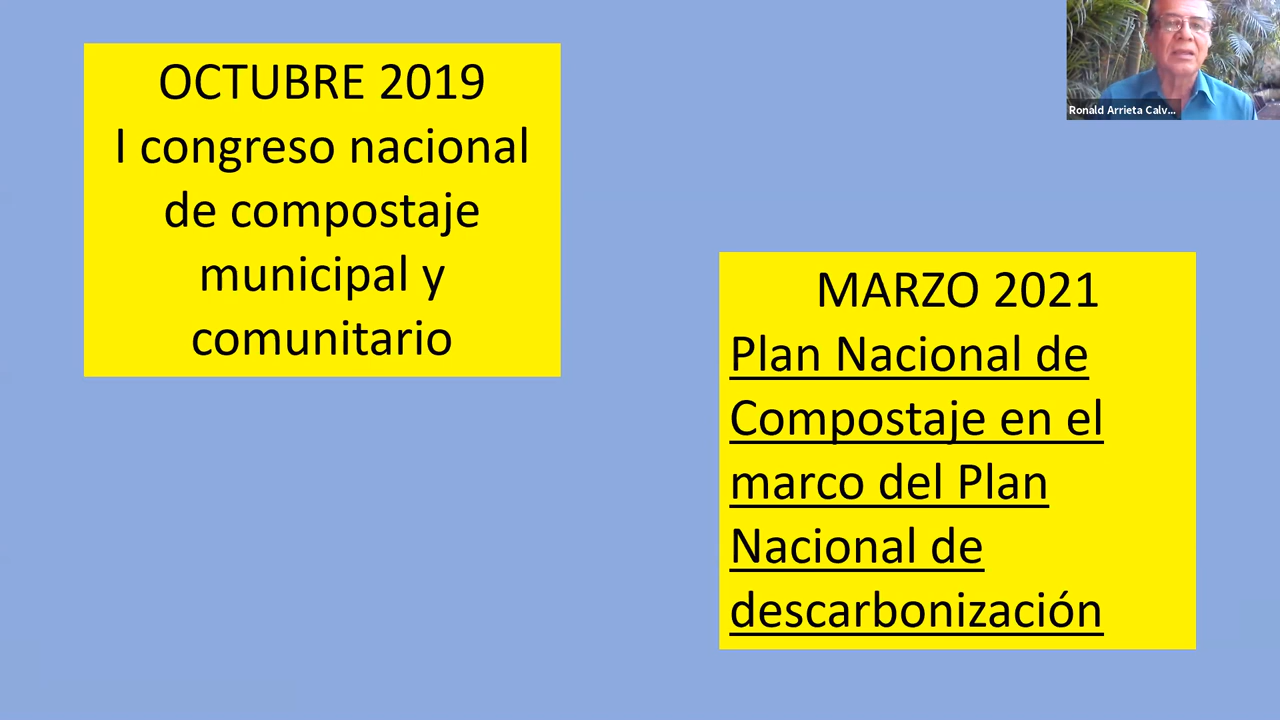 OCTUBRE 2019
I congreso nacional
de compostaje
municipal y
comunitario
Ronald Arrieta Calv...
MARZO 2021
Plan Nacional de
Compostaje en el
marco del Plan
Nacional de
descarbonización